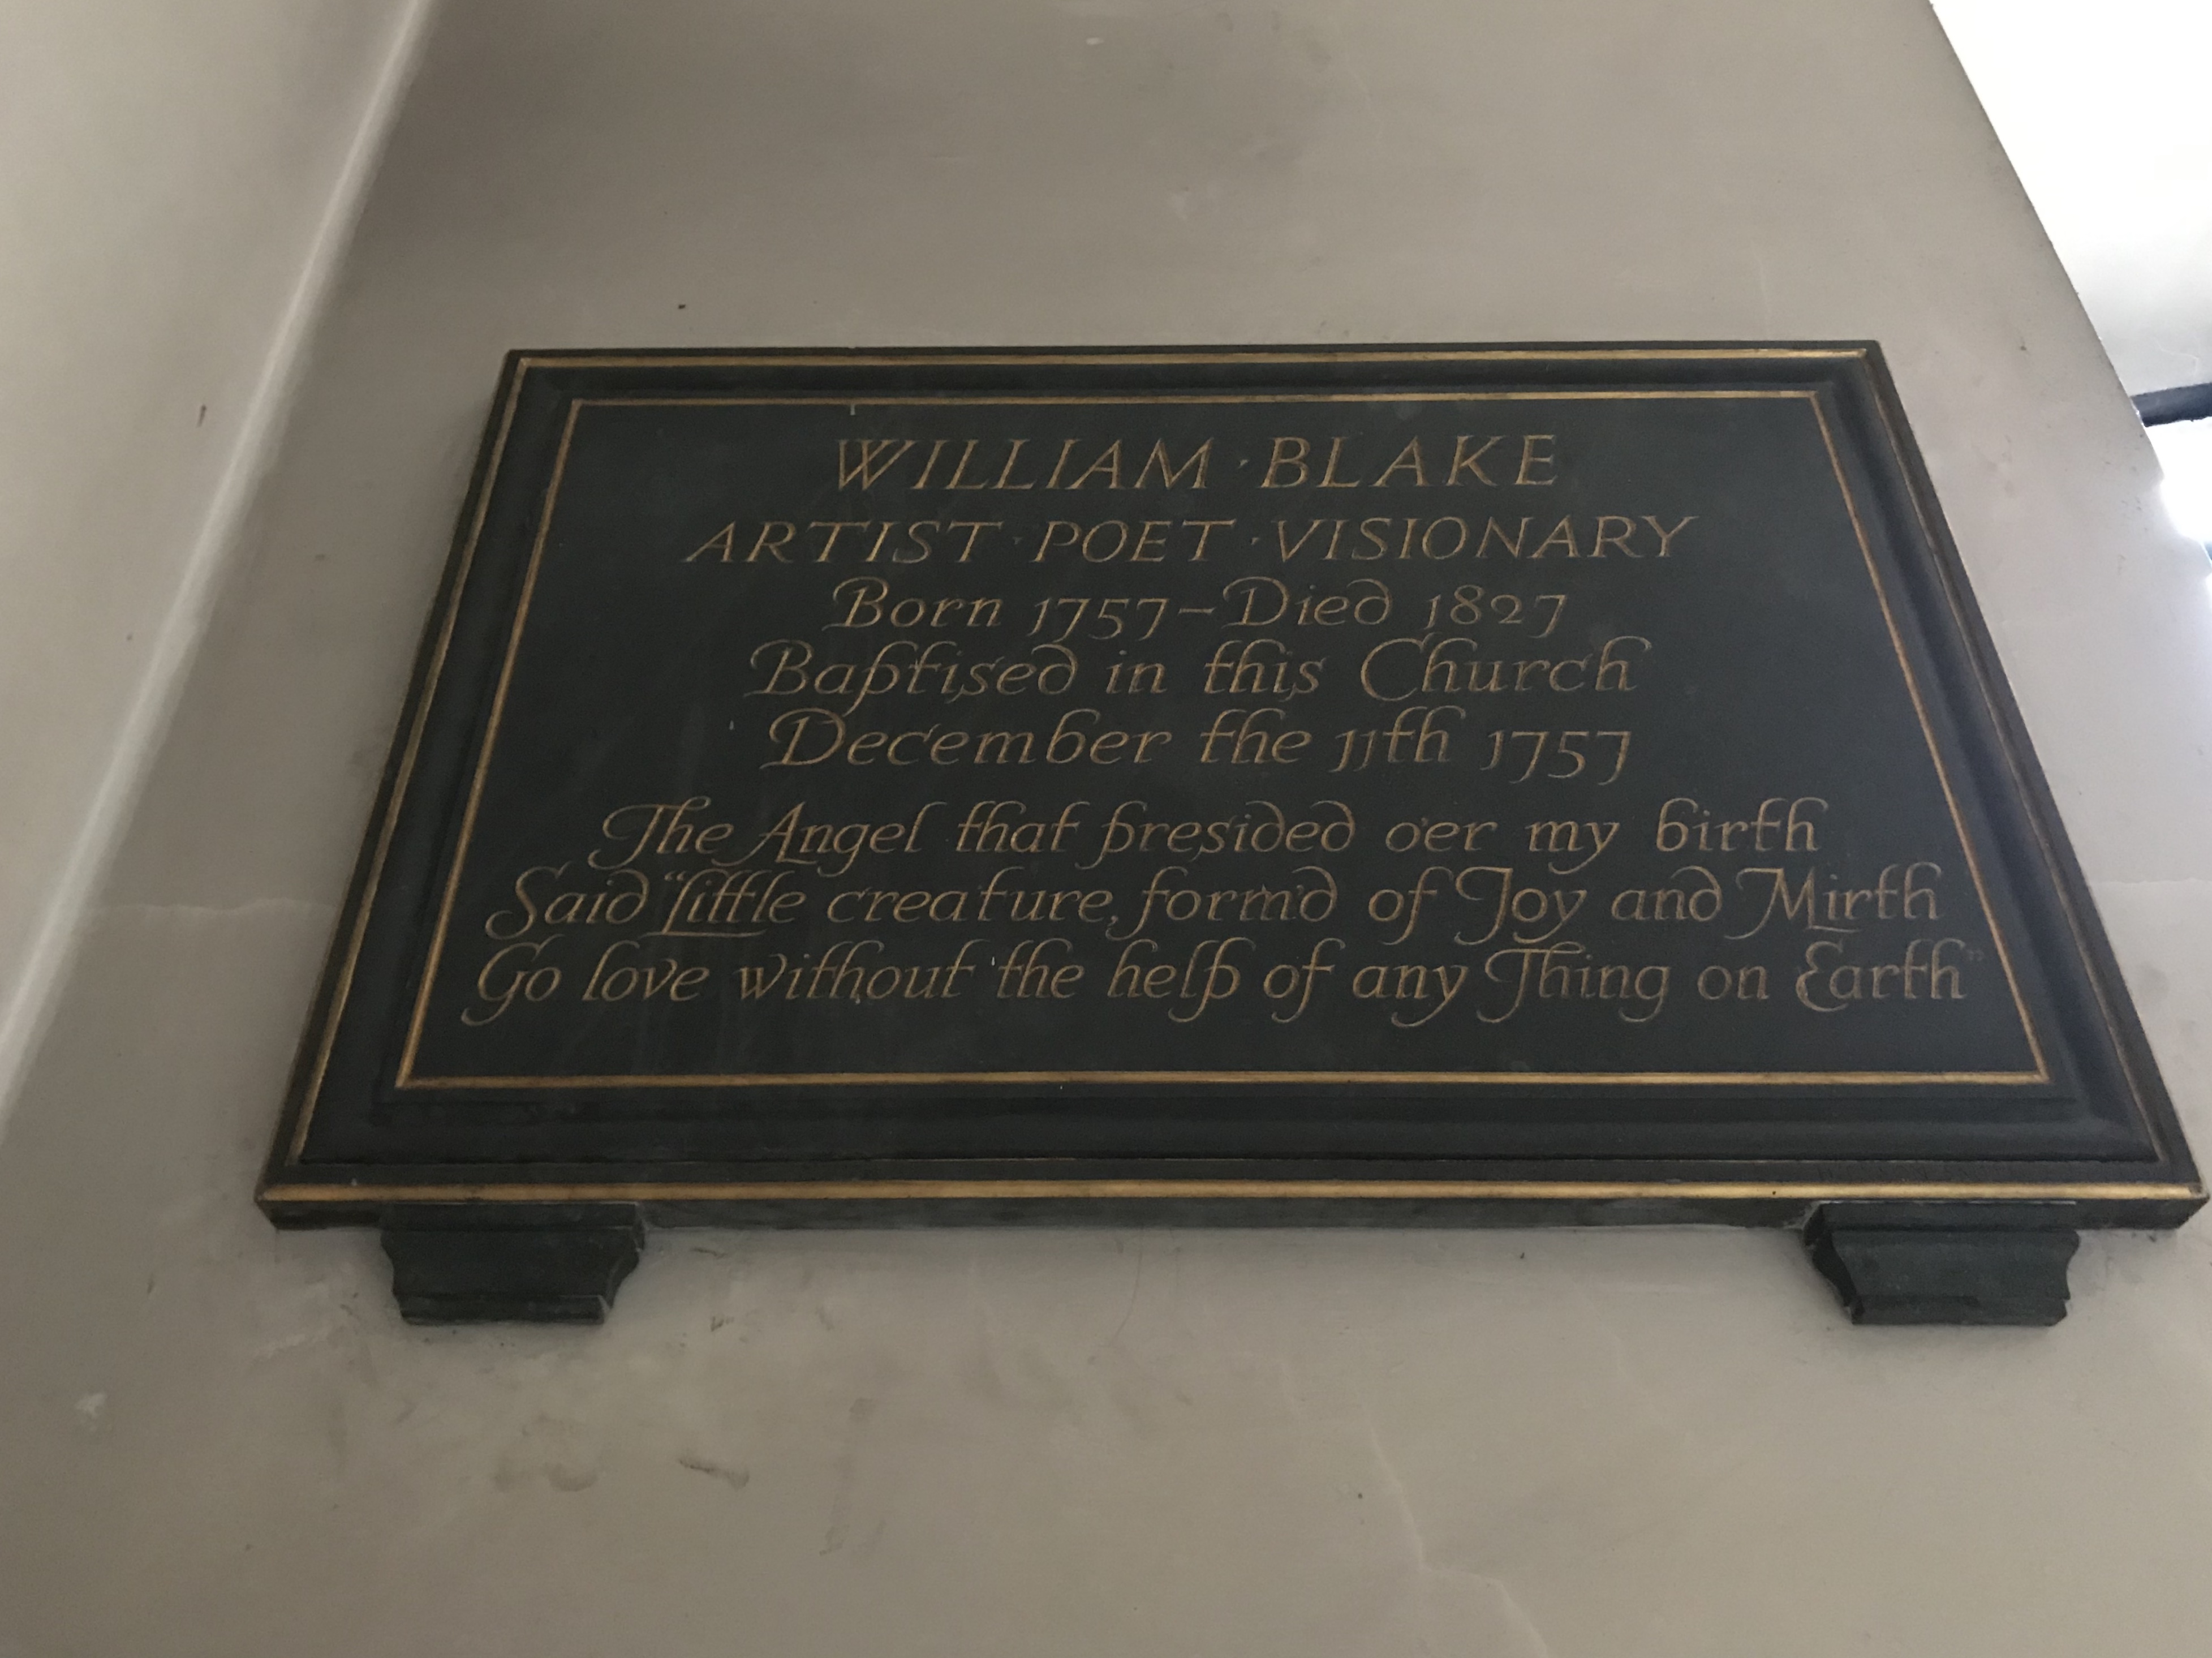 WILLIAM · BLAKE
ARTIST · POET · VISIONARY
Born 1757 – Died 1827
Baptised in this Church
December the 11th 1757
The Angel that presided o'er my birth
Said “Little creature, form'd of Joy and Mirth
Go love without the help of any Thing on Earth”